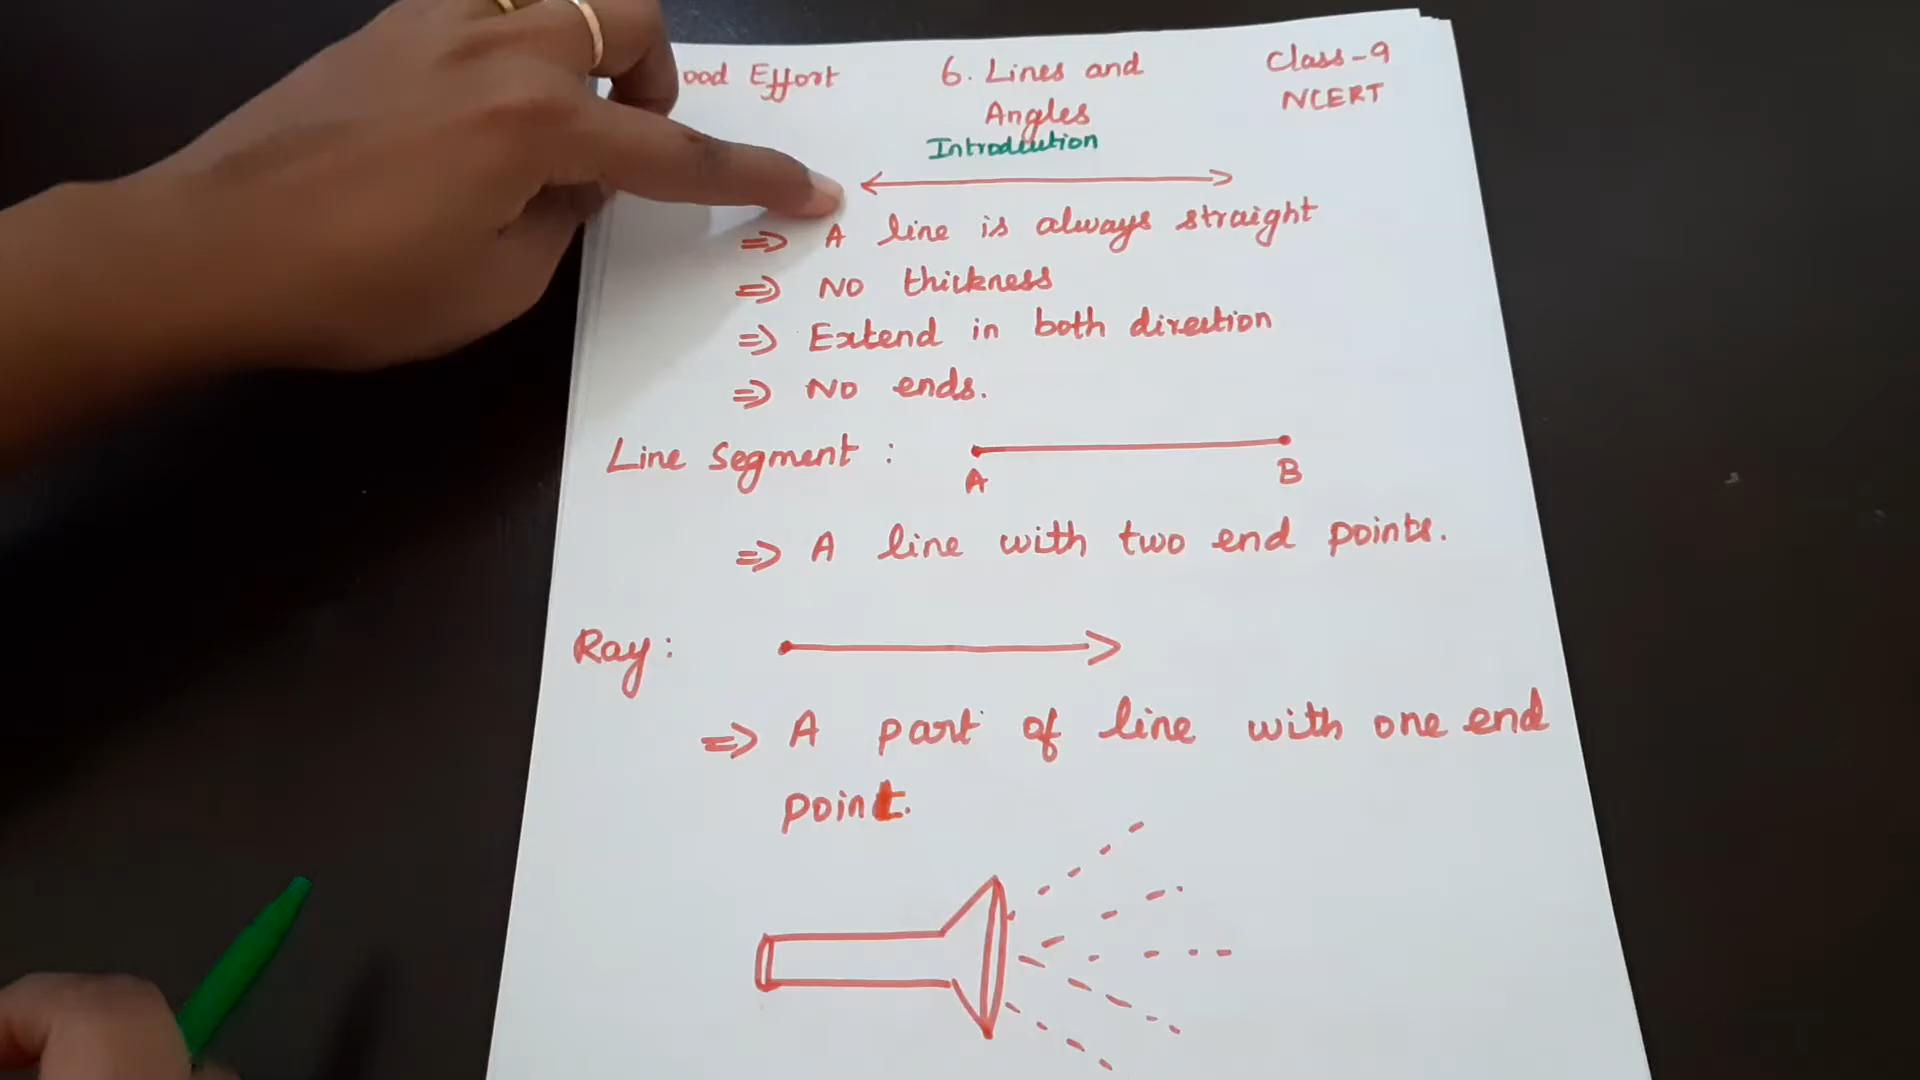 ood Effort
6. Lines and Angles
Class-9
NCERT
Introdcution
⇒ A line is always straight
⇒ No thickness
⇒ Extend in both direction
⇒ No ends.
Line Segment :
A B
⇒ A line with two end points.
Ray :
⇒ A part of line with one end
point.